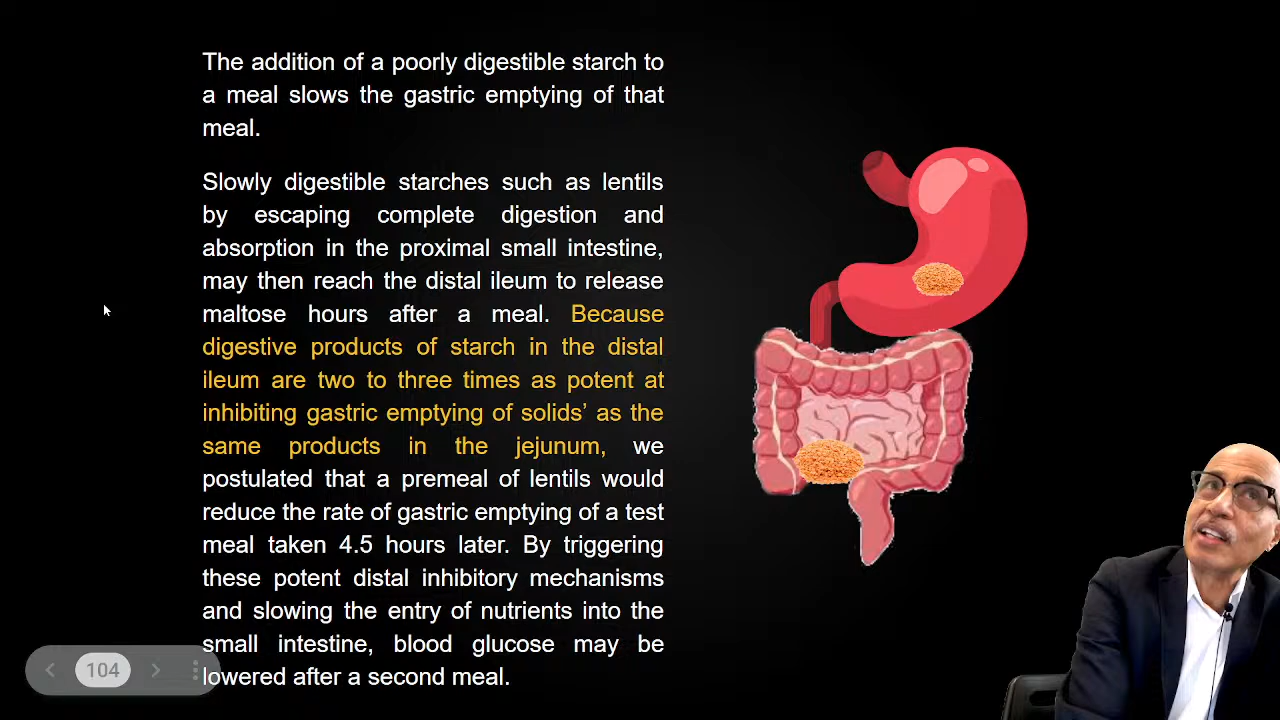 The addition of a poorly digestible starch to
a meal slows the gastric emptying of that
meal.
Slowly digestible starches such as lentils
by escaping complete digestion and
absorption in the proximal small intestine,
may then reach the distal ileum to release
maltose hours after a meal. Because
digestive products of starch in the distal
ileum are two to three times as potent at
inhibiting gastric emptying of solids’ as the
same products in the jejunum, we
postulated that a premeal of lentils would
reduce the rate of gastric emptying of a test
meal taken 4.5 hours later. By triggering
these potent distal inhibitory mechanisms
and slowing the entry of nutrients into the
small intestine, blood glucose may be
lowered after a second meal.
104